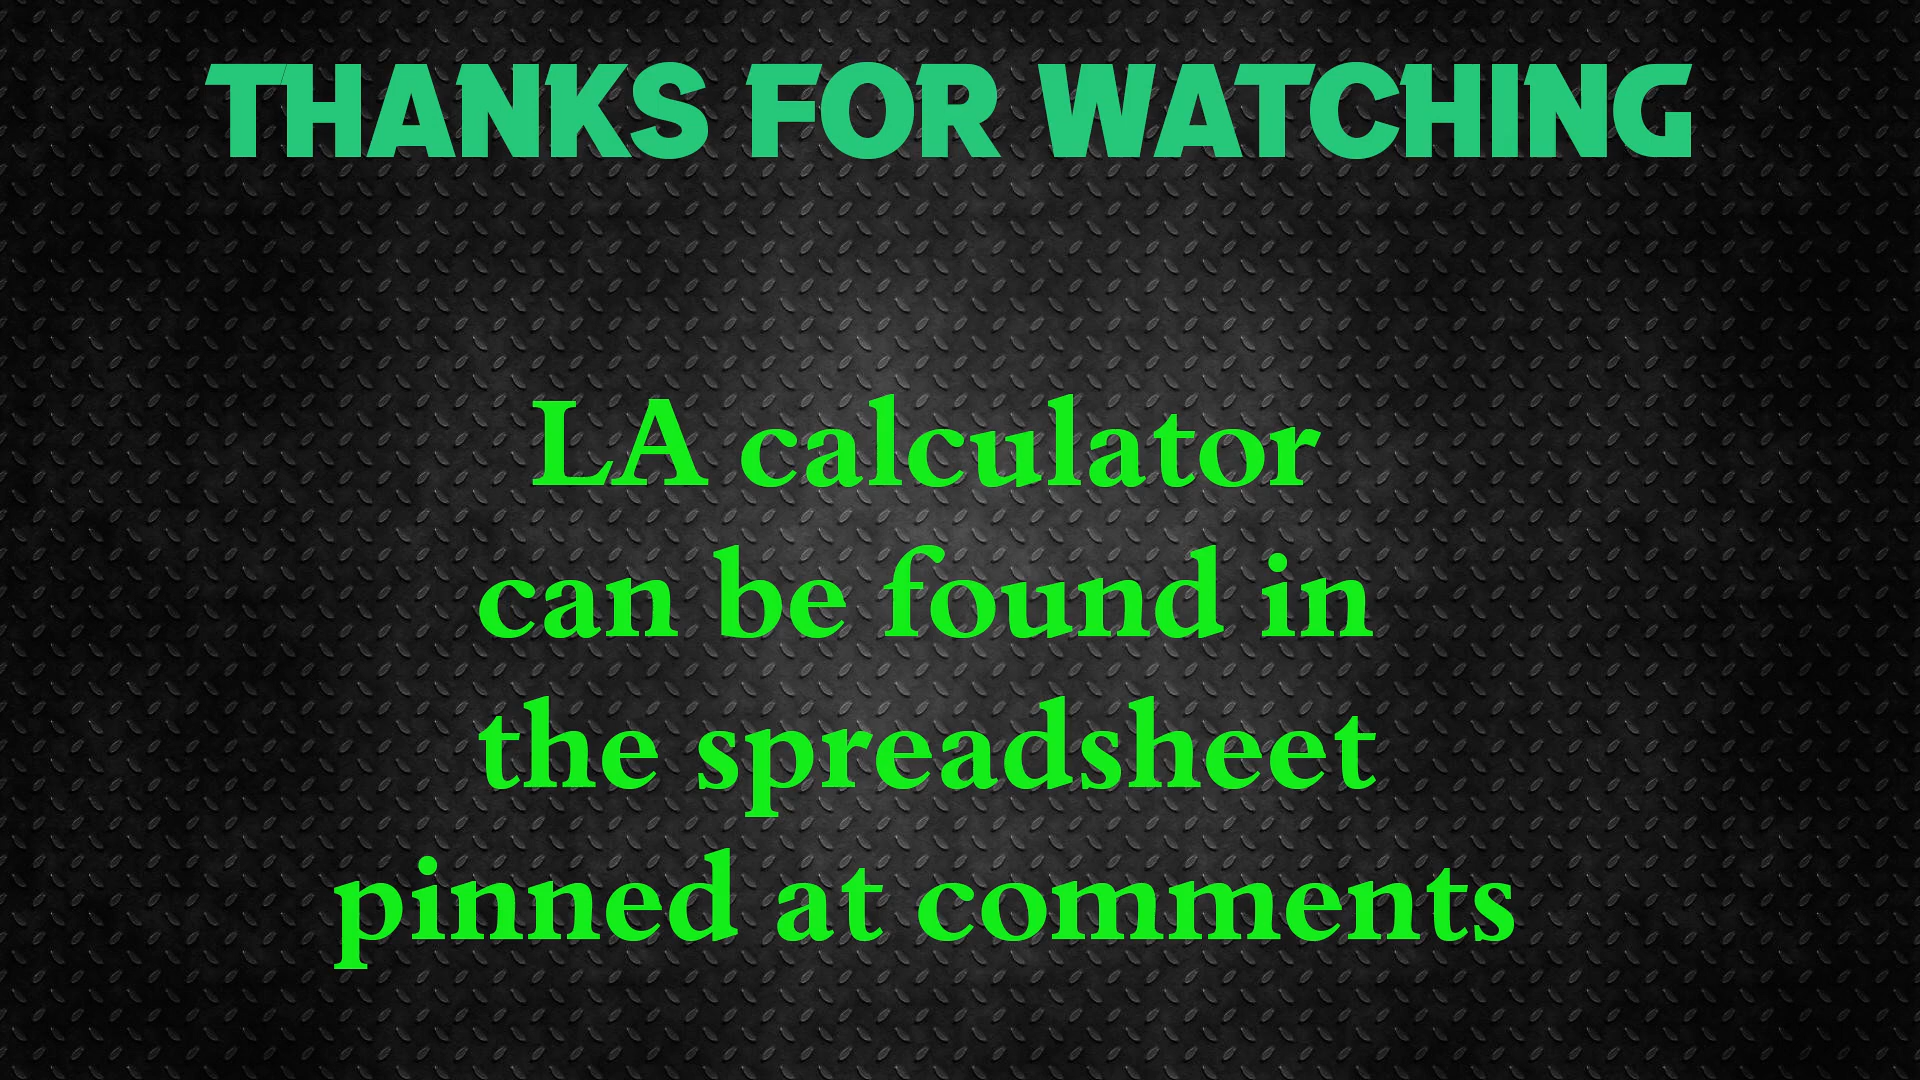 THANKS FOR WATCHING
LA calculator
can be found in
the spreadsheet
pinned at comments